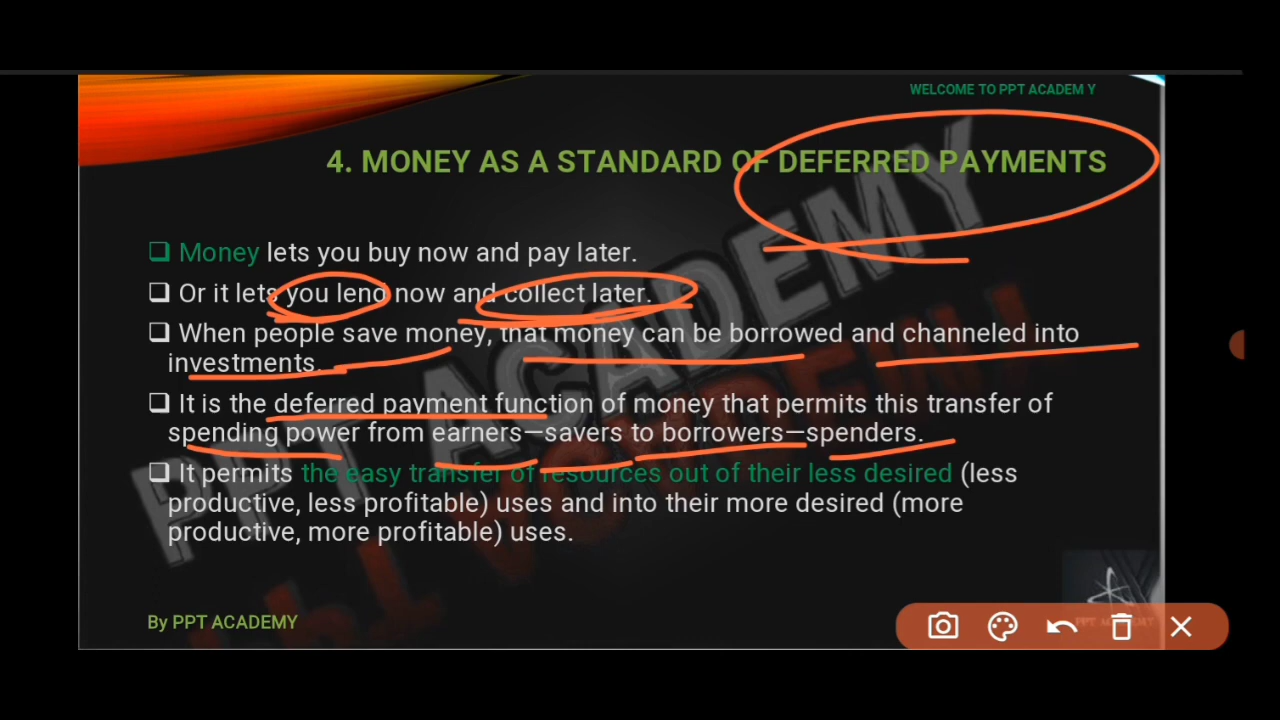 WELCOME TO PPT ACADEM Y
4. MONEY AS A STANDARD OF DEFERRED PAYMENTS
❑ Money lets you buy now and pay later.
❑ Or it lets you lend now and collect later.
❑ When people save money, that money can be borrowed and channeled into
investments.
❑ It is the deferred payment function of money that permits this transfer of
spending power from earners—savers to borrowers—spenders.
❑ It permits the easy transfer of resources out of their less desired (less
productive, less profitable) uses and into their more desired (more
productive, more profitable) uses.
PPT ACADEMY
By PPT ACADEMY